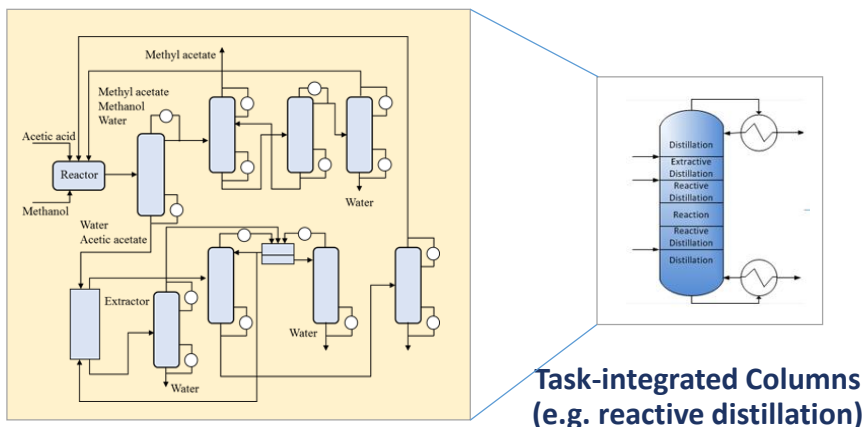 Methyl acetate
Methyl acetate
Methanol
Water
Acetic acid
Reactor
Methanol
Water
Water
Acetic acetate
Extractor
Water
Water
Distillation
Extractive
Distillation
Reactive
Distillation
Reaction
Reactive
Distillation
Distillation
Task-integrated Columns
(e.g. reactive distillation)